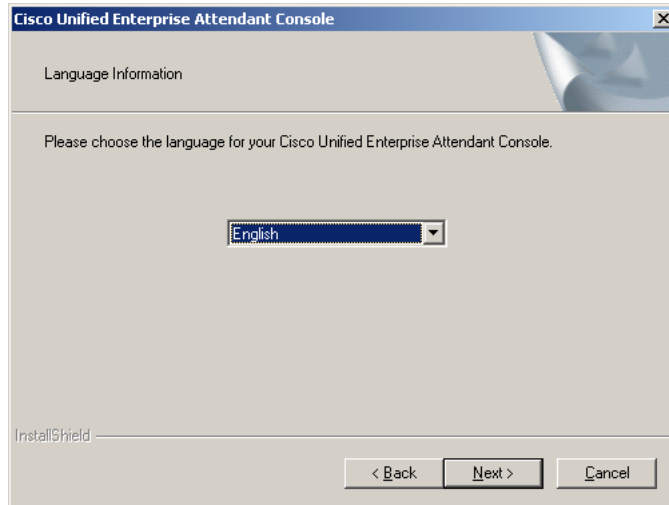 Cisco Unified Enterprise Attendant Console
Language Information
Please choose the language for your Cisco Unified Enterprise Attendant Console.
English
InstallShield
< Back
Next >
Cancel